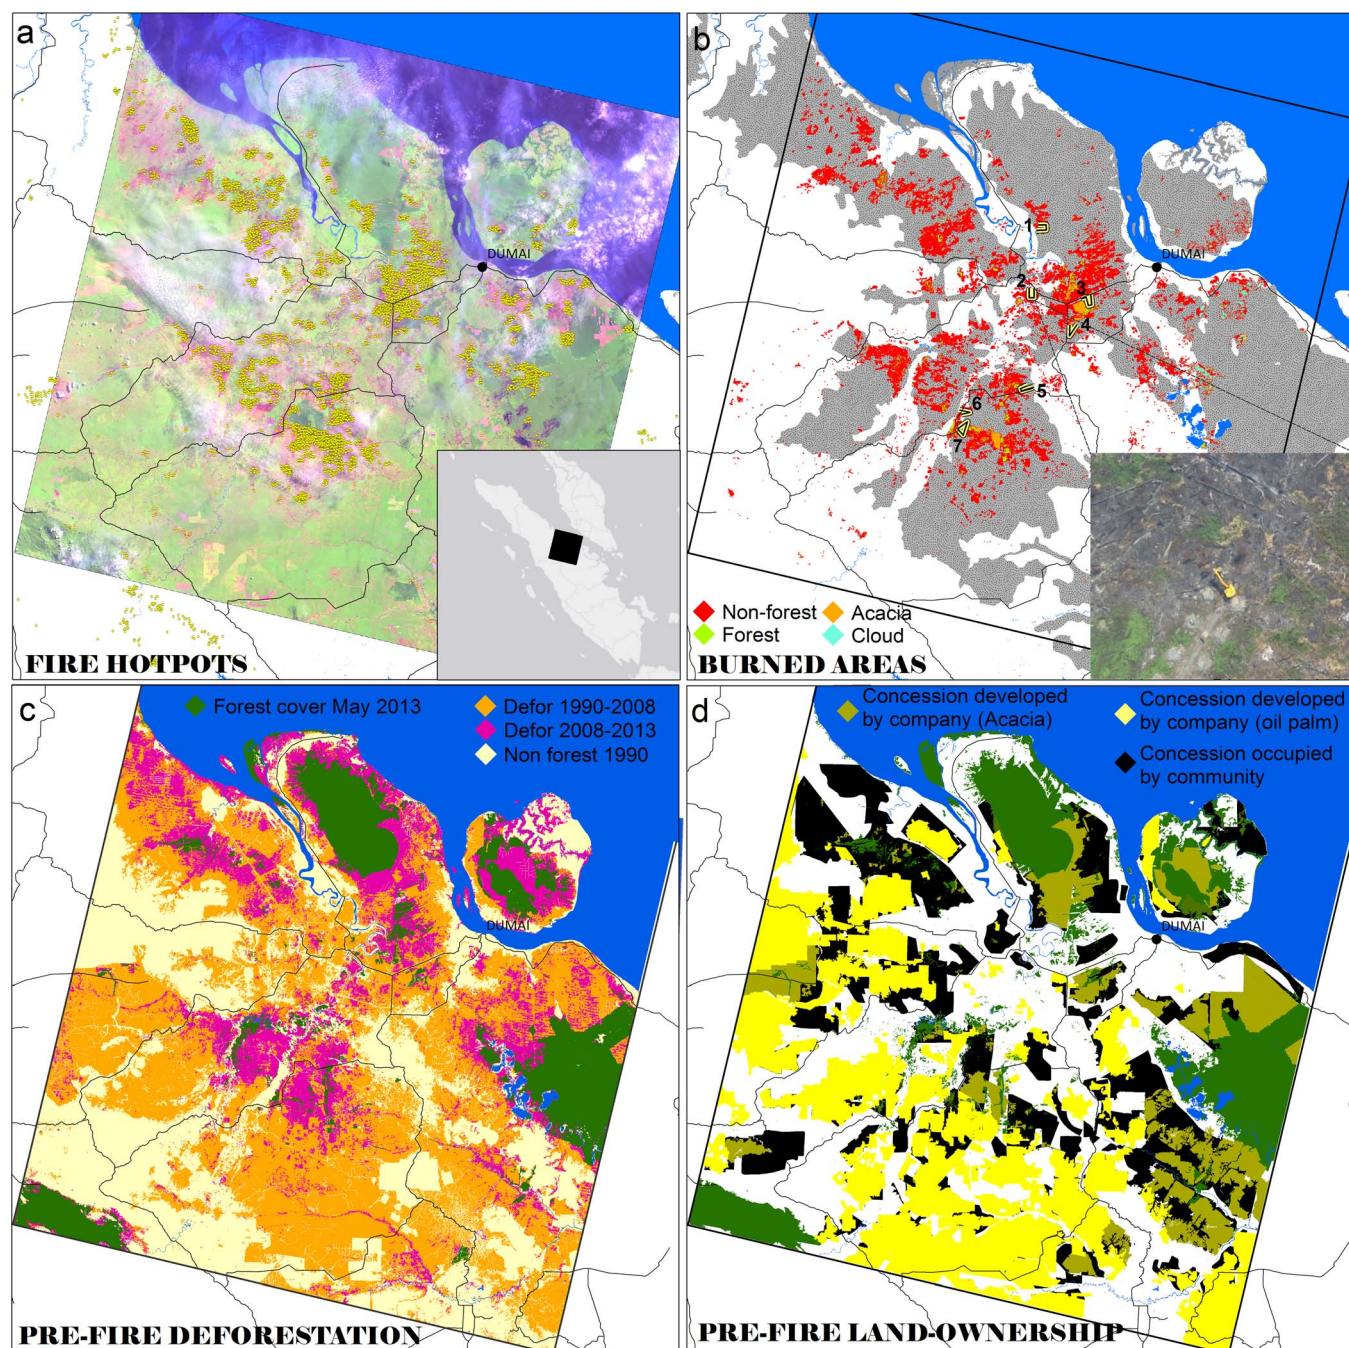 a
DUMAI
FIRE HOTPOTS
b
1
DUMAI
2
3
4
5
6
7
Non-forest
Acacia
Forest
Cloud
BURNED AREAS
c
Forest cover May 2013
Defor 1990-2008
Defor 2008-2013
Non forest 1990
DUMAI
PRE-FIRE DEFORESTATION
d
Concession developed
by company (Acacia)
Concession developed
by company (oil palm)
Concession occupied
by community
DUMAI
PRE-FIRE LAND-OWNERSHIP